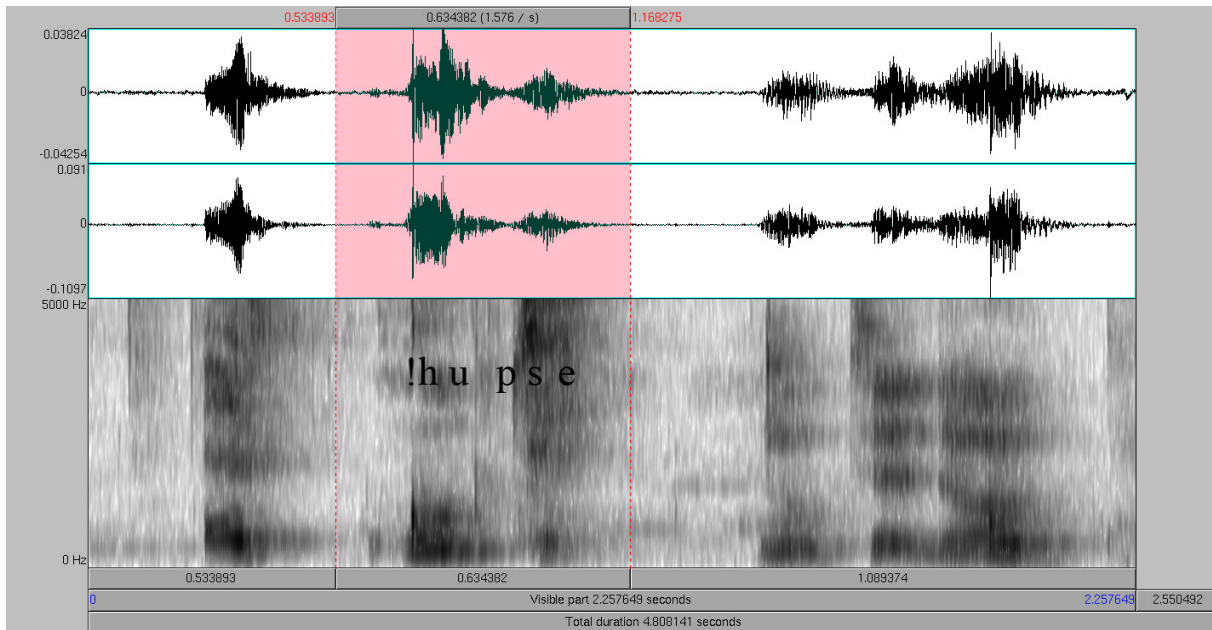 0.533893 0.634382 (1.576 / s) 1.168275
0.03824
0
-0.04254
0.091
0
-0.1097
5000 Hz
!hu pse
0 Hz
0.533893 0.634382 1.089374
0 Visible part 2.257649 seconds 2.257649 2.550492
Total duration 4.808141 seconds